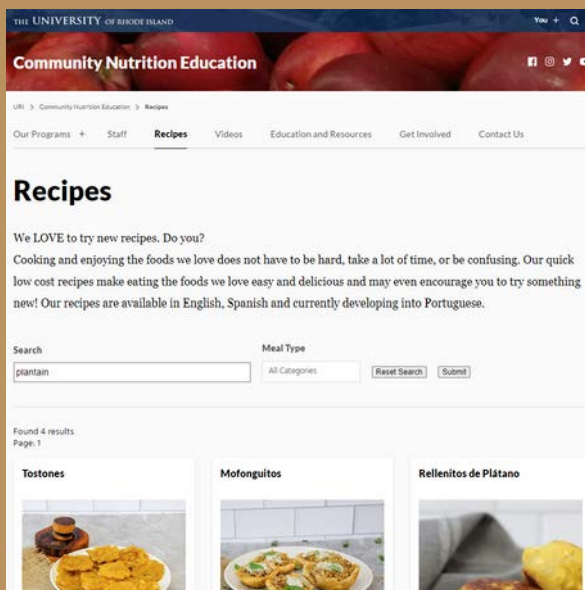 THE UNIVERSITY OF RHODE ISLAND
You +
Community Nutrition Education
URI > Community Nutrition Education > Recipes
Our Programs + Staff Recipes Videos Education and Resources Get Involved Contact Us
Recipes
We LOVE to try new recipes. Do you?
Cooking and enjoying the foods we love does not have to be hard, take a lot of time, or be confusing. Our quick
low cost recipes make eating the foods we love easy and delicious and may even encourage you to try something
new! Our recipes are available in English, Spanish and currently developing into Portuguese.
Search Meal Type
plantain All Categories Reset Search Submit
Found 4 results
Page: 1
Tostones Mofonguitos Rellenitos de Plátano